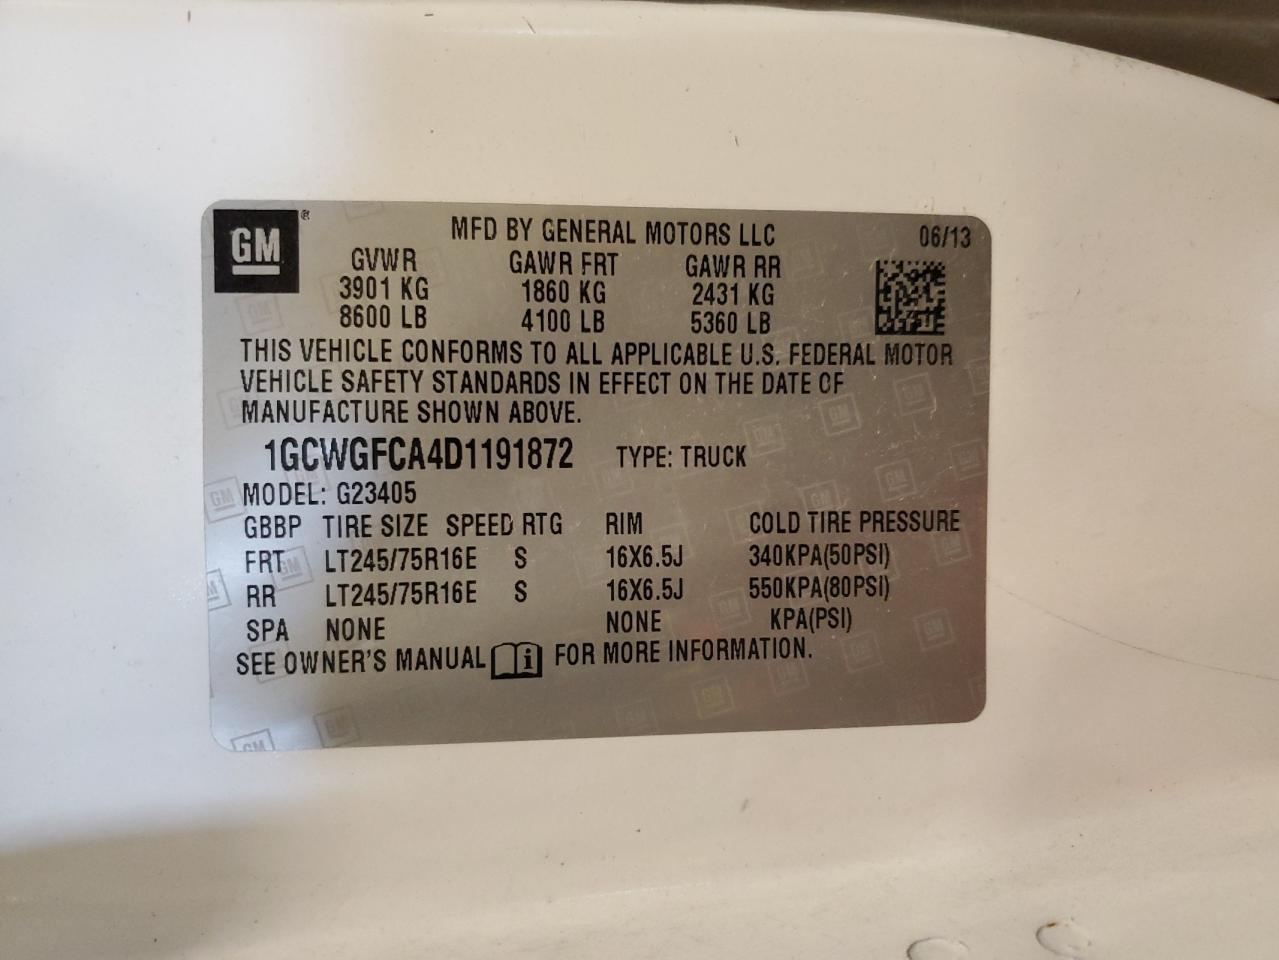 GM ®
MFD BY GENERAL MOTORS LLC 06/13
GVWR GAWR FRT GAWR RR
3901 KG 1860 KG 2431 KG
8600 LB 4100 LB 5360 LB
THIS VEHICLE CONFORMS TO ALL APPLICABLE U.S. FEDERAL MOTOR
VEHICLE SAFETY STANDARDS IN EFFECT ON THE DATE OF
MANUFACTURE SHOWN ABOVE.
1GCWGFCA4D1191872 TYPE: TRUCK
MODEL: G23405
GBBP TIRE SIZE SPEED RTG RIM COLD TIRE PRESSURE
FRT LT245/75R16E S 16X6.5J 340KPA(50PSI)
RR LT245/75R16E S 16X6.5J 550KPA(80PSI)
SPA NONE NONE KPA(PSI)
SEE OWNER'S MANUAL i FOR MORE INFORMATION.